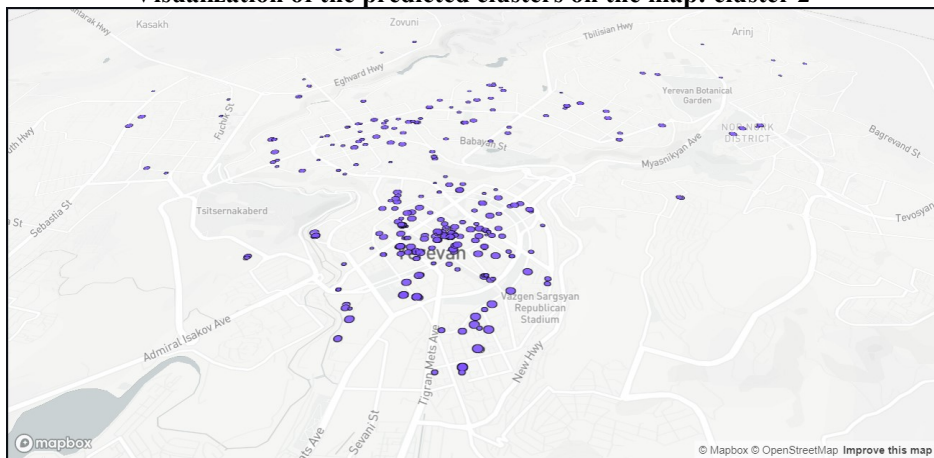 Visualization of the predicted clusters on the map: cluster 2
Kasakh
Zovuni
Tbilisian Hwy
Arinj
Eghvard Hwy
Yerevan Botanical
Garden
Fuchik St
Babayan St
NOR NORK
DISTRICT
Bagrevand St
Myasnikyan Ave
Sebastia St
Tsitsernakaberd
Tevosyan
Yerevan
Vazgen Sargsyan
Republican
Stadium
Admiral Isakov Ave
Tigran Mets Ave
New Hwy
Sevani St
mapbox
© Mapbox © OpenStreetMap Improve this map